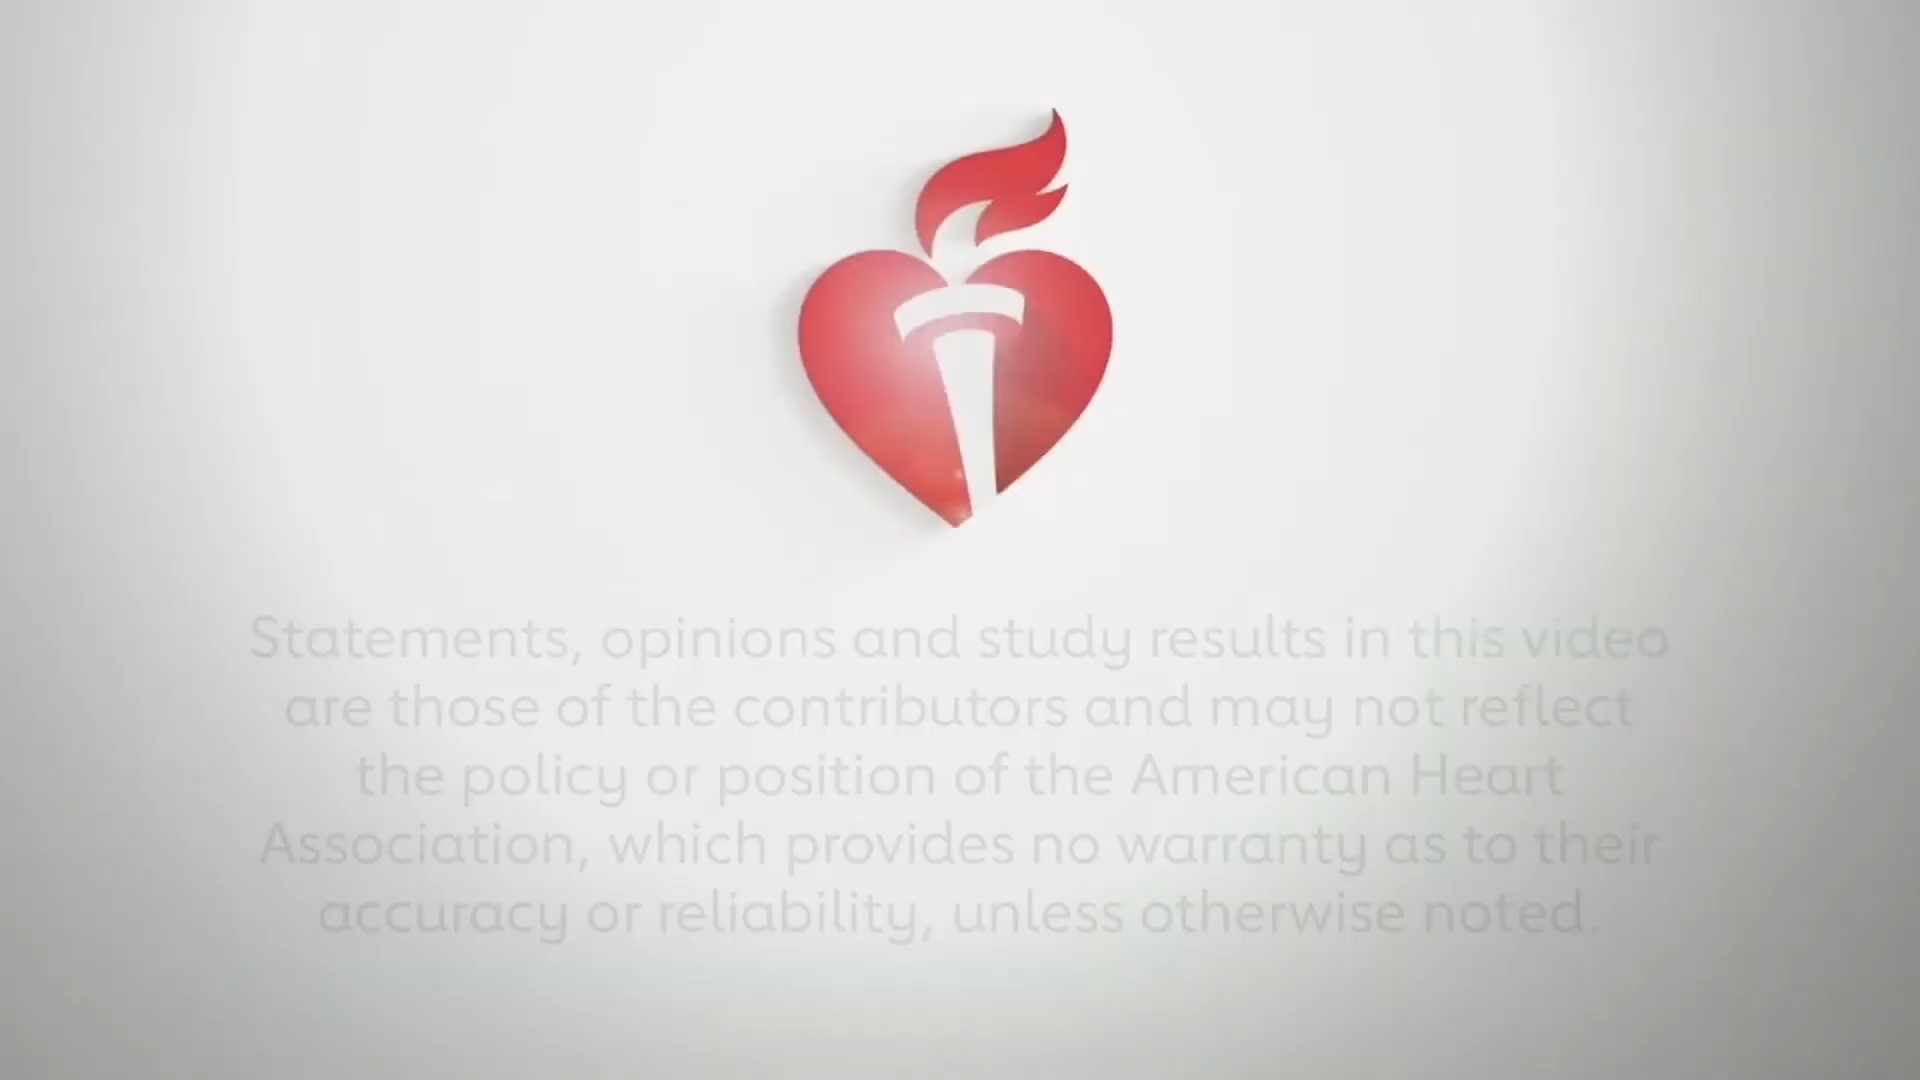 Statements, opinions and study results in this video
are those of the contributors and may not reflect
the policy or position of the American Heart
Association, which provides no warranty as to their
accuracy or reliability, unless otherwise noted.